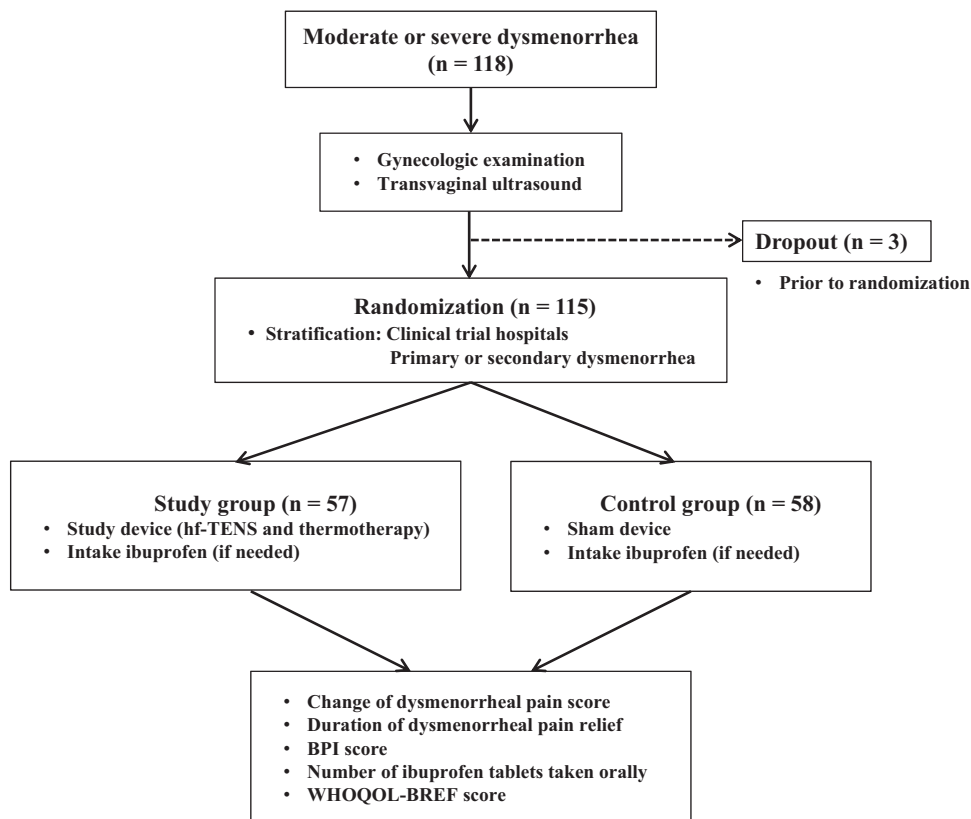 Moderate or severe dysmenorrhea
(n = 118)
• Gynecologic examination
• Transvaginal ultrasound
Dropout (n = 3)
• Prior to randomization
Randomization (n = 115)
• Stratification: Clinical trial hospitals
Primary or secondary dysmenorrhea
Study group (n = 57)
• Study device (hf-TENS and thermotherapy)
• Intake ibuprofen (if needed)
Control group (n = 58)
• Sham device
• Intake ibuprofen (if needed)
• Change of dysmenorrheal pain score
• Duration of dysmenorrheal pain relief
• BPI score
• Number of ibuprofen tablets taken orally
• WHOQOL-BREF score